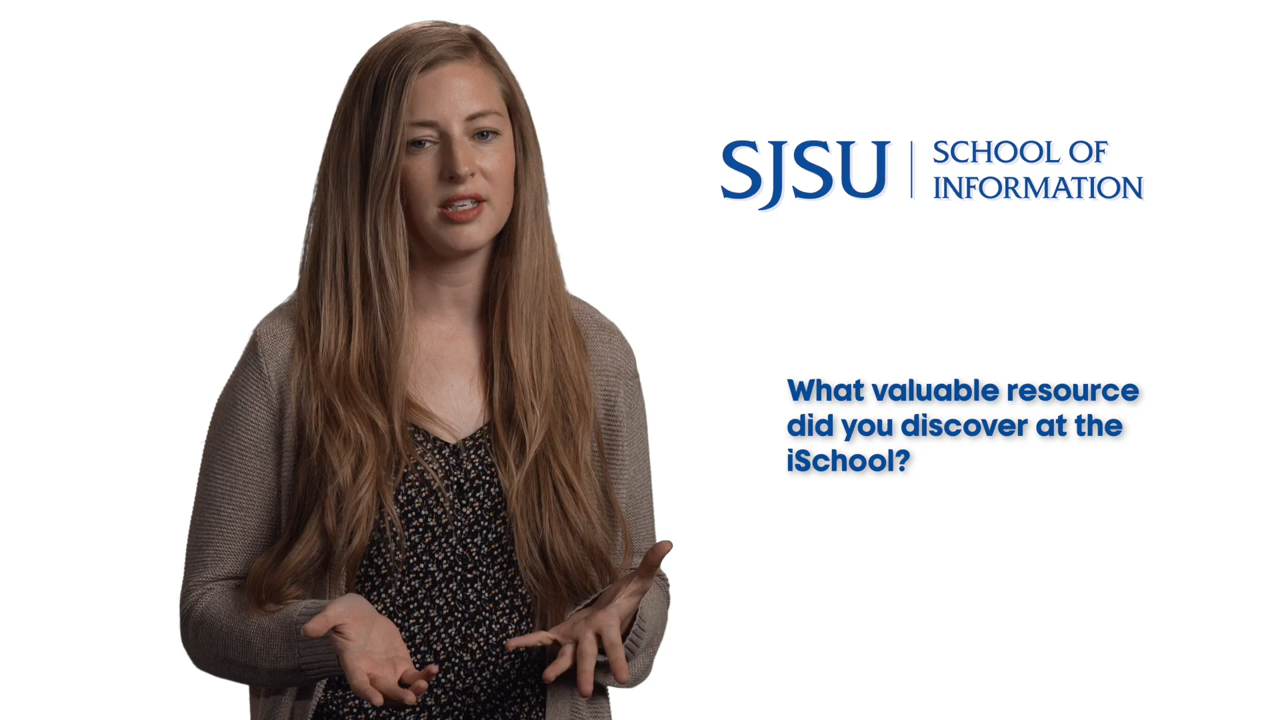 SJSU
SCHOOL OF
INFORMATION
What valuable resource
did you discover at the
iSchool?